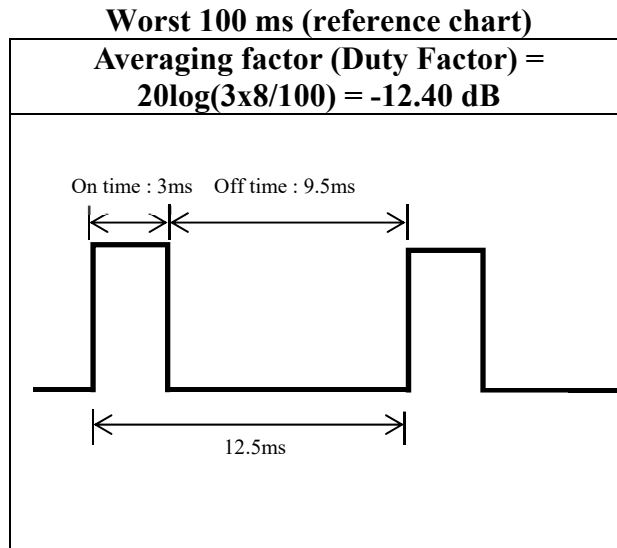 Worst 100 ms (reference chart)
Averaging factor (Duty Factor) =
20log(3x8/100) = -12.40 dB
On time : 3ms Off time : 9.5ms
12.5ms